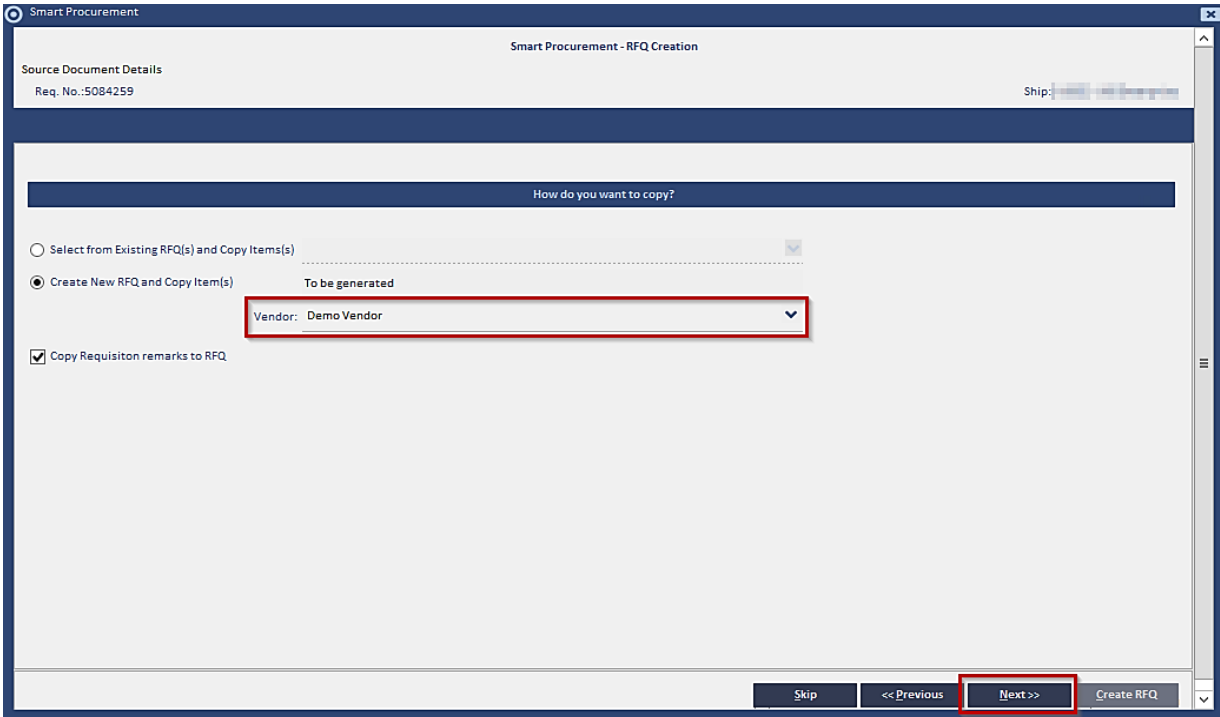 Smart Procurement
Smart Procurement - RFQ Creation
Source Document Details
Req. No.:5084259 Ship:
How do you want to copy?
Select from Existing RFQ(s) and Copy Items(s)
Create New RFQ and Copy Item(s) To be generated
Vendor: Demo Vendor
Copy Requisiton remarks to RFQ
Skip << Previous Next >> Create RFQ